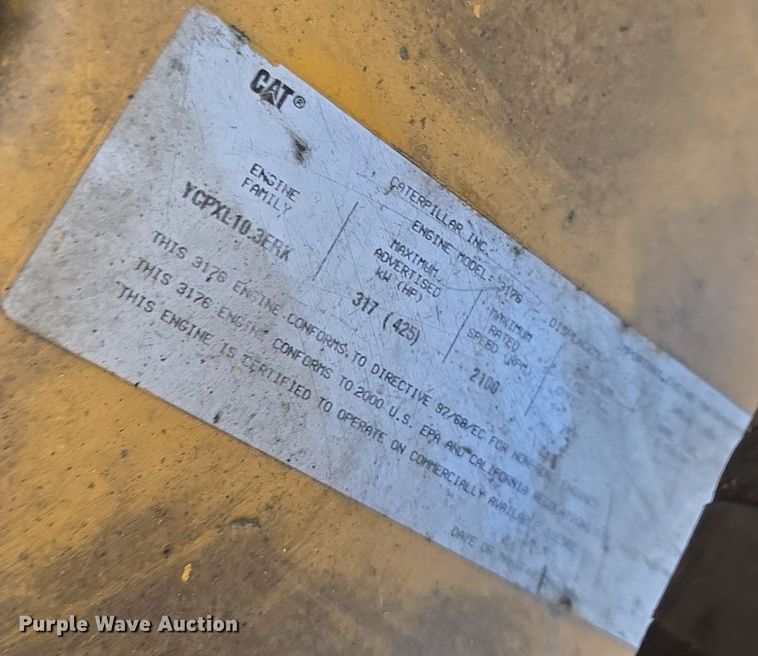 CAT®
CATERPILLAR INC.
ENGINE MODEL: 3176
ENGINE
FAMILY
YCPXL10.3ERK
MAXIMUM
ADVERTISED
KW (HP)
317 (425)
MAXIMUM
RATED
SPEED (RPM)
2100
THIS 3176 ENGINE CONFORMS TO DIRECTIVE 97/68/EC FOR
THIS 3176 ENGINE CONFORMS TO 2000 U.S. EPA AND CALIFORNIA
THIS ENGINE IS CERTIFIED TO OPERATE ON COMMERCIALLY AVAILABLE
DATE OF
Purple Wave Auction